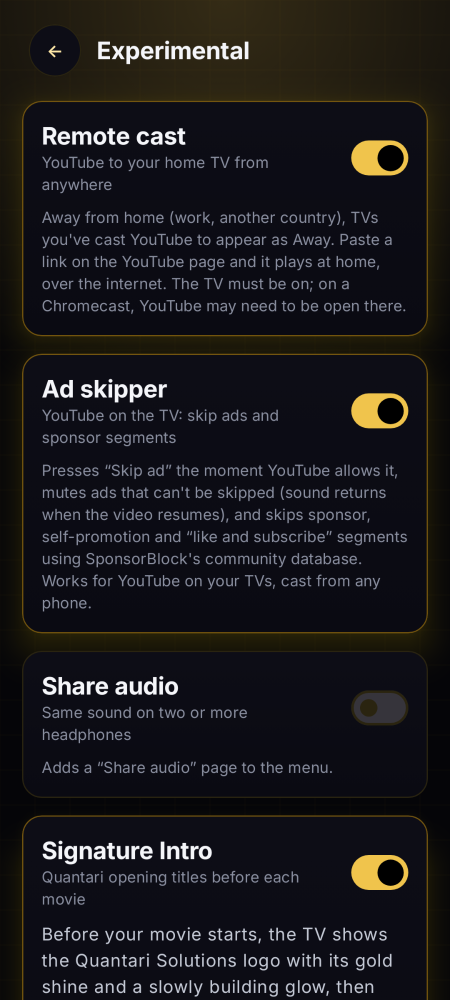 Experimental
Remote cast
YouTube to your home TV from
anywhere
Away from home (work, another country), TVs
you've cast YouTube to appear as Away. Paste a
link on the YouTube page and it plays at home,
over the internet. The TV must be on; on a
Chromecast, YouTube may need to be open there.
Ad skipper
YouTube on the TV: skip ads and
sponsor segments
Presses “Skip ad” the moment YouTube allows it,
mutes ads that can't be skipped (sound returns
when the video resumes), and skips sponsor,
self-promotion and “like and subscribe” segments
using SponsorBlock's community database.
Works for YouTube on your TVs, cast from any
phone.
Share audio
Same sound on two or more
headphones
Adds a “Share audio” page to the menu.
Signature Intro
Quantari opening titles before each
movie
Before your movie starts, the TV shows
the Quantari Solutions logo with its gold
shine and a slowly building glow, then